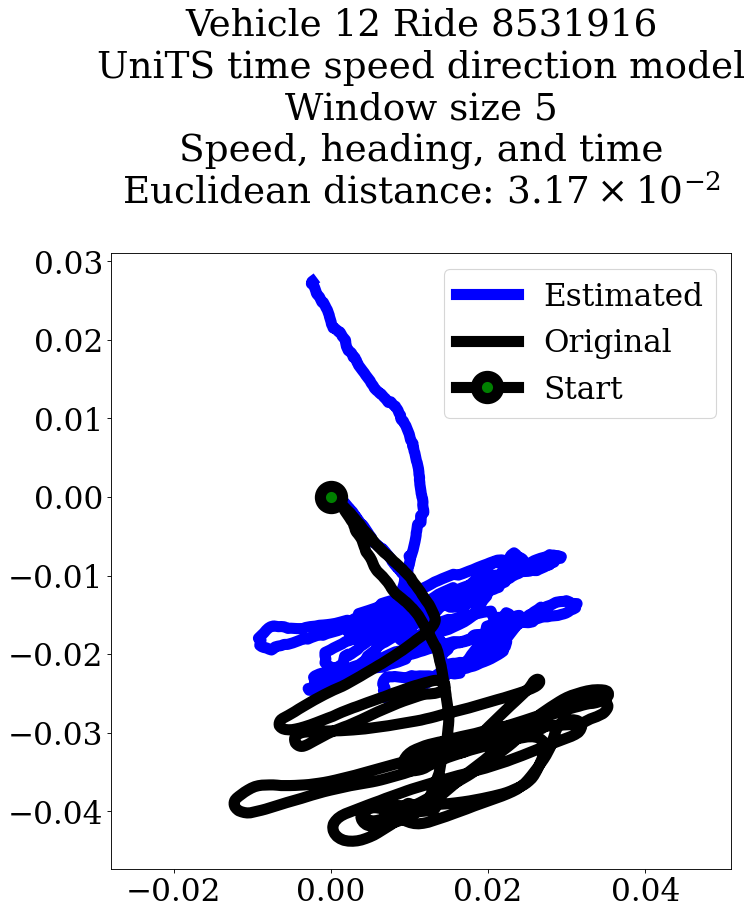 Vehicle 12 Ride 8531916
UniTS time speed direction model
Window size 5
Speed, heading, and time
Euclidean distance: 3.17 × 10⁻²
0.03
0.02
0.01
0.00
−0.01
−0.02
−0.03
−0.04
Estimated
Original
Start
−0.02 0.00 0.02 0.04